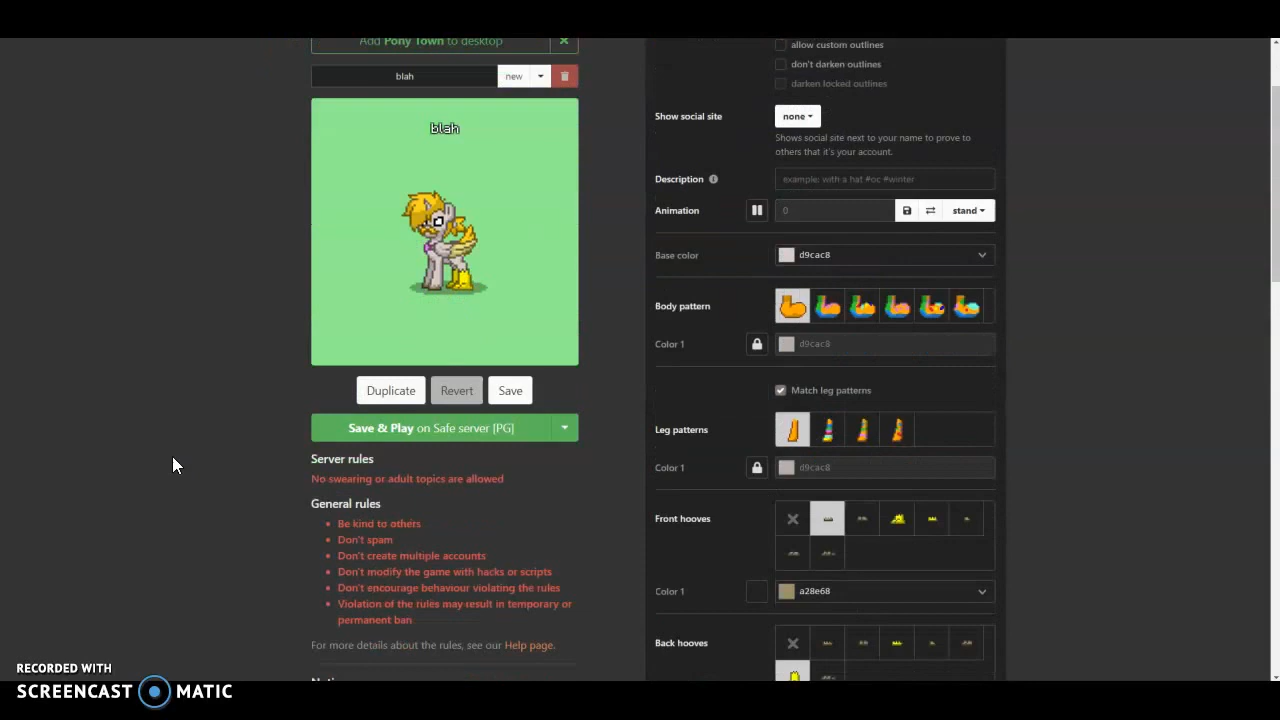 Add Pony Town to desktop
blah
new
blah
Duplicate
Revert
Save
Save & Play on Safe server [PG]
Server rules
No swearing or adult topics are allowed
General rules
Be kind to others
Don't spam
Don't create multiple accounts
Don't modify the game with hacks or scripts
Don't encourage behaviour violating the rules
Violation of the rules may result in temporary or
permanent ban
For more details about the rules, see our Help page.
allow custom outlines
don't darken outlines
darken locked outlines
Show social site
none
Shows social site next to your name to prove to
others that it's your account.
Description
example: with a hat #oc #winter
Animation
0
stand
Base color
d9cac8
Body pattern
Color 1
d9cac8
Match leg patterns
Leg patterns
Color 1
d9cac8
Front hooves
Color 1
a28e68
Back hooves
RECORDED WITH
SCREENCAST MATIC